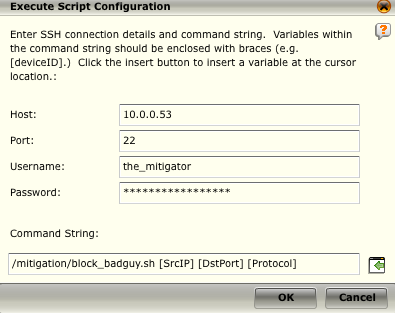 Execute Script Configuration
Enter SSH connection details and command string. Variables within
the command string should be enclosed with braces (e.g.
[deviceID].) Click the insert button to insert a variable at the cursor
location.:
Host: 10.0.0.53
Port: 22
Username: the_mitigator
Password: *****************
Command String:
/mitigation/block_badguy.sh [SrcIP] [DstPort] [Protocol]
OK Cancel